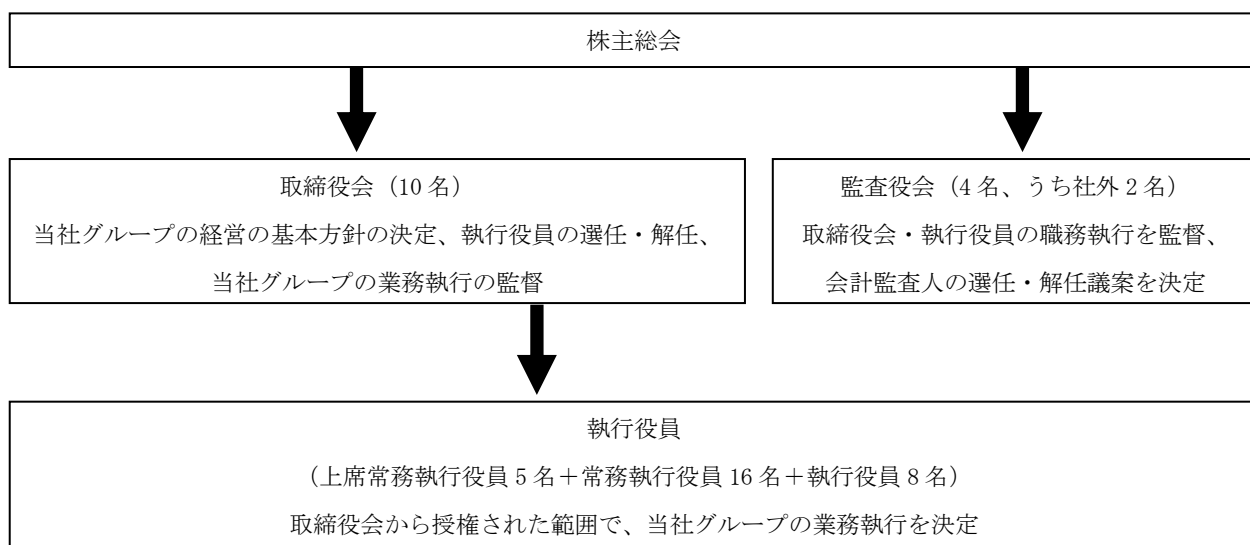 株主総会
取締役会（10 名）
当社グループの経営の基本方針の決定、執行役員の選任・解任、
当社グループの業務執行の監督
監査役会（4 名、うち社外 2 名）
取締役会・執行役員の職務執行を監督、
会計監査人の選任・解任議案を決定
執行役員
（上席常務執行役員 5 名＋常務執行役員 16 名＋執行役員 8 名）
取締役会から授権された範囲で、当社グループの業務執行を決定